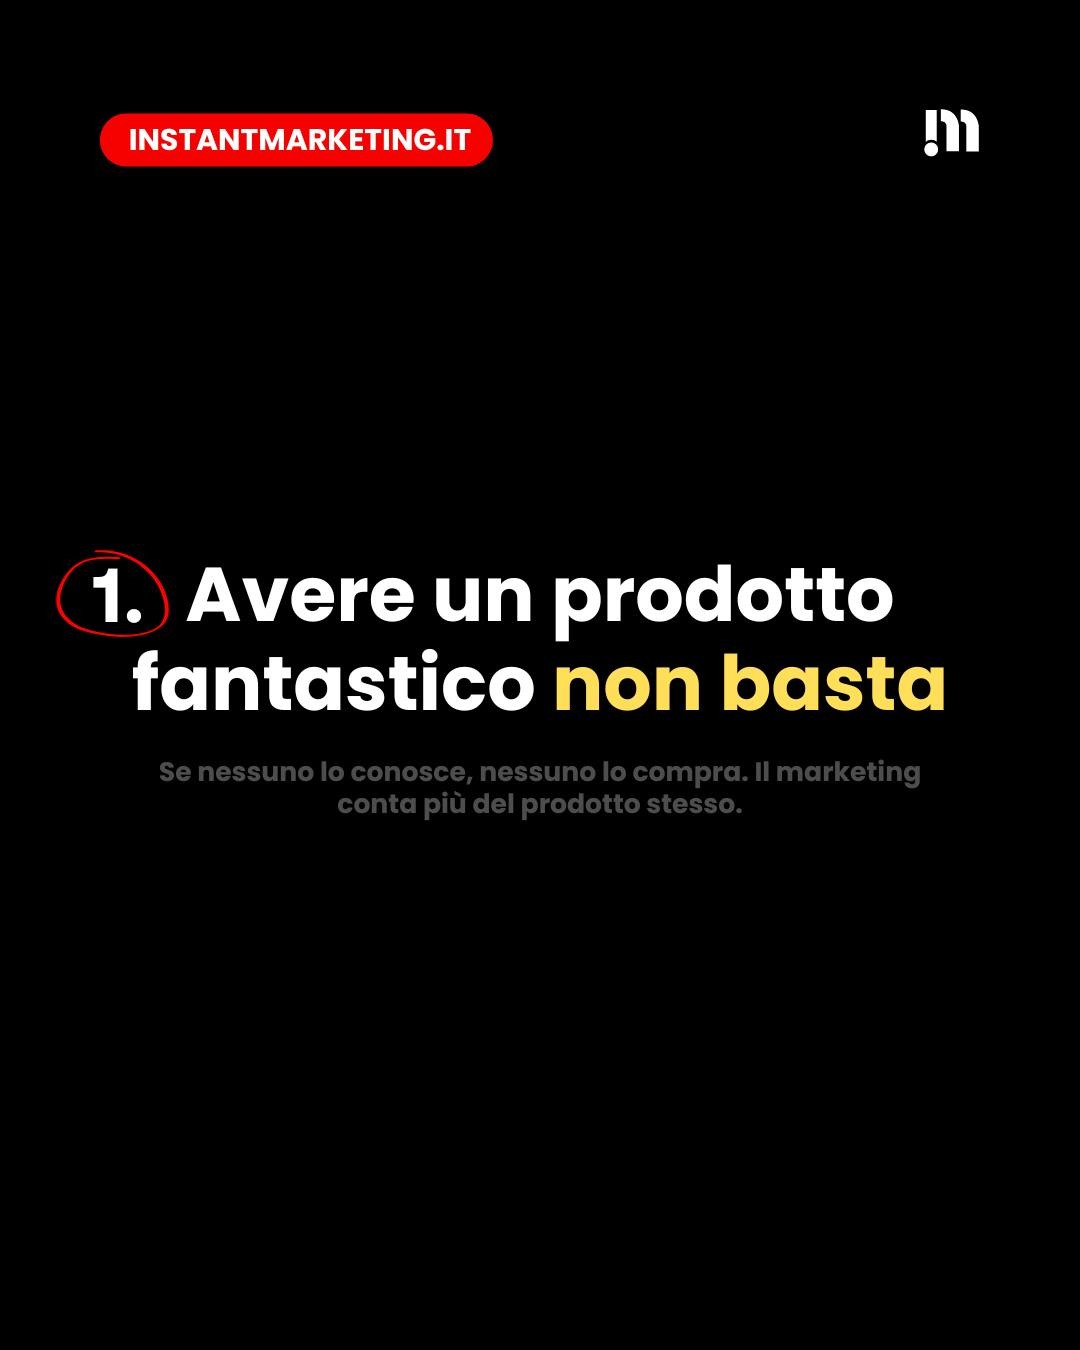 INSTANTMARKETING.IT
1. Avere un prodotto
fantastico non basta
Se nessuno lo conosce, nessuno lo compra. Il marketing
conta più del prodotto stesso.